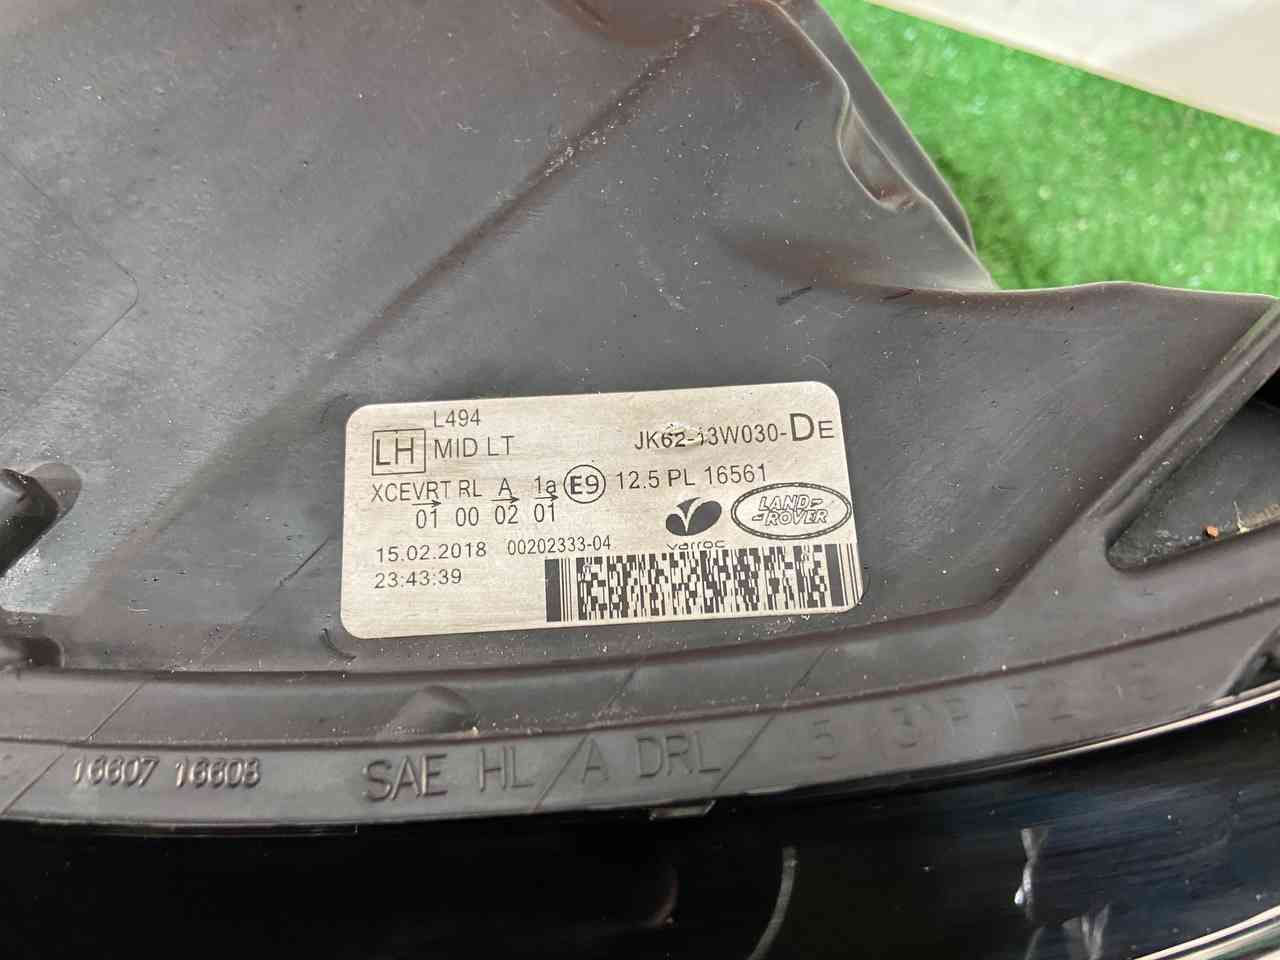 L494
LH MID LT JK62-13W030-DE
XCEVRT RL A 1a E9 12.5 PL 16561
01 00 02 01
LAND-
-ROVER
varroc
15.02.2018 00202333-04
23:43:39
16607 16608 SAE HL A DRL